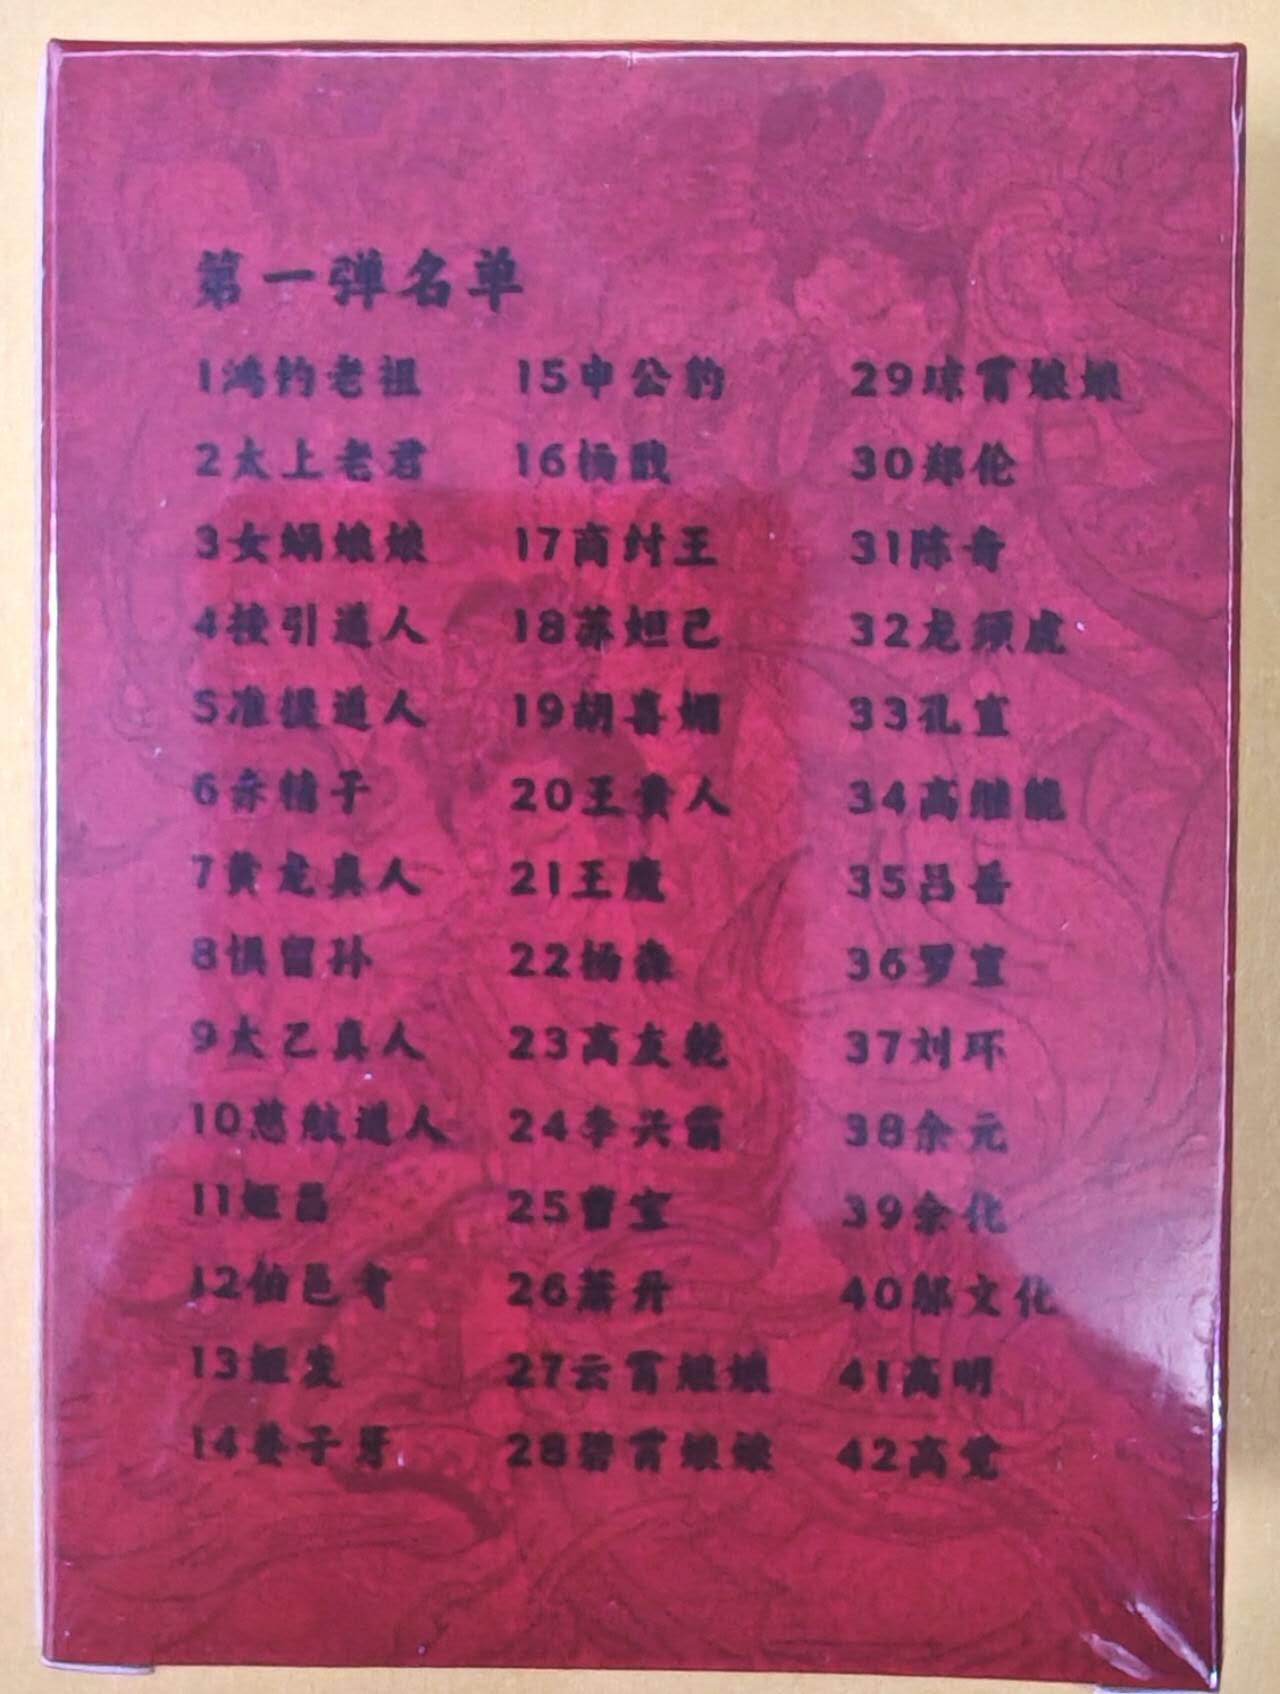 第一弹名单
1鸿钧老祖
2太上老君
3女娲娘娘
4接引道人
5准提道人
6赤精子
7黄龙真人
8惧留孙
9太乙真人
10慈航道人
11姬昌
12伯邑考
13姬发
14姜子牙
15申公豹
16杨戬
17商纣王
18苏妲己
19胡喜媚
20王贵人
21王魔
22杨森
23高友乾
24李兴霸
25曹宝
26萧升
27云霄娘娘
28碧霄娘娘
29琼霄娘娘
30郑伦
31陈奇
32龙须虎
33孔宣
34高继能
35吕岳
36罗宣
37刘环
38余元
39余化
40邬文化
41高明
42高觉